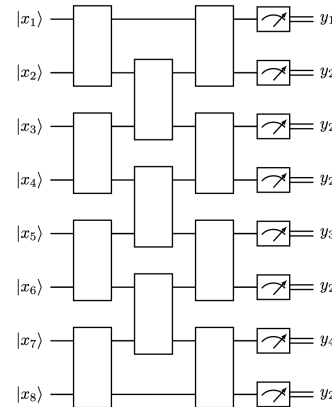 |x₁⟩ y₁
|x₂⟩ y₂
|x₃⟩ y₂
|x₄⟩ y₂
|x₅⟩ y₃
|x₆⟩ y₂
|x₇⟩ y₄
|x₈⟩ y₂